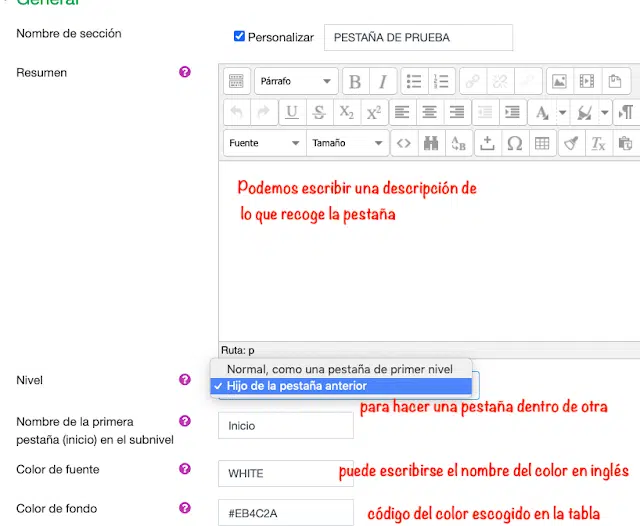 General
Nombre de sección
Personalizar
PESTAÑA DE PRUEBA
Resumen
Párrafo
B I
U S X₂ X²
A
Fuente
Tamaño
Ω
Podemos escribir una descripción de
lo que recoge la pestaña
Ruta: p
Normal, como una pestaña de primer nivel
Nivel
✓ Hijo de la pestaña anterior
para hacer una pestaña dentro de otra
Nombre de la primera
pestaña (inicio) en el subnivel
Inicio
Color de fuente
WHITE
puede escribirse el nombre del color en inglés
Color de fondo
#EB4C2A
código del color escogido en la tabla